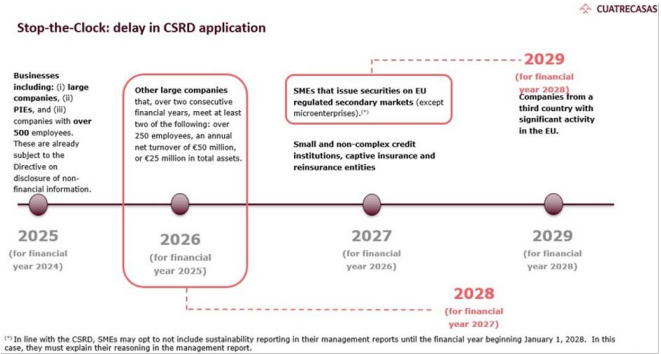 CUATRECASAS
Stop-the-Clock: delay in CSRD application
Businesses
including: (i) large
companies, (ii)
PIEs, and (iii)
companies with over
500 employees.
These are already
subject to the
Directive on
disclosure of non-
financial information.
2025
(for financial
year 2024)
Other large companies
that, over two consecutive
financial years, meet at least
two of the following: over
250 employees, an annual
net turnover of €50 million,
or €25 million in total assets.
2026
(for financial
year 2025)
SMEs that issue securities on EU
regulated secondary markets (except
microenterprises).(*)
Small and non-complex credit
institutions, captive insurance and
reinsurance entities
2027
(for financial
year 2026)
2029
(for financial
year 2028)
Companies from a
third country with
significant activity
in the EU.
2029
(for financial
year 2028)
2028
(for financial
year 2027)
(*) In line with the CSRD, SMEs may opt to not include sustainability reporting in their management reports until the financial year beginning January 1, 2028. In this
case, they must explain their reasoning in the management report.